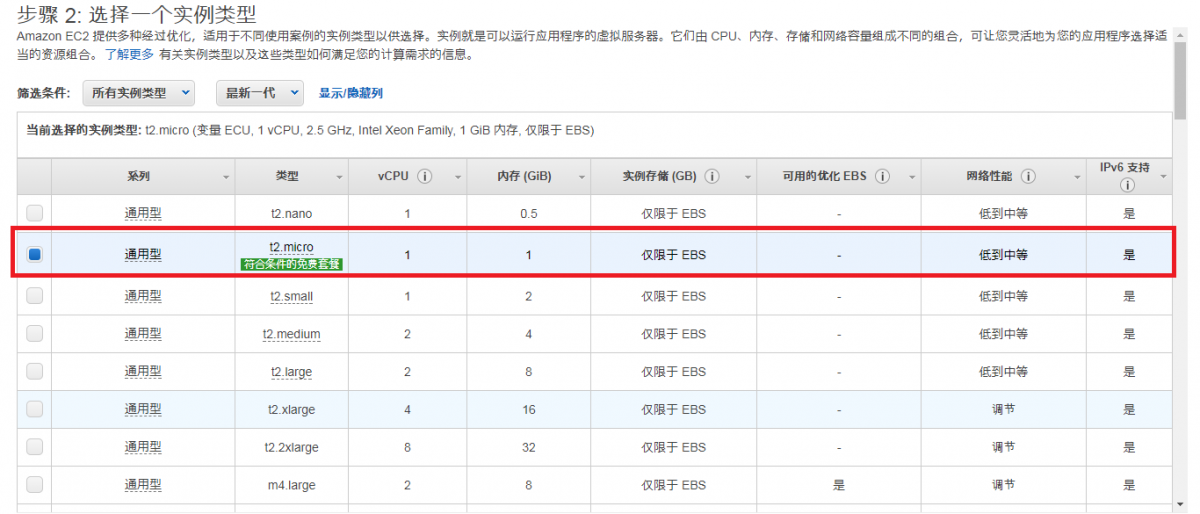 步骤 2: 选择一个实例类型
Amazon EC2 提供多种经过优化，适用于不同使用案例的实例类型以供选择。实例就是可以运行应用程序的虚拟服务器。它们由 CPU、内存、存储和网络容量组成不同的组合，可让您灵活地为您的应用程序选择适
当的资源组合。 了解更多 有关实例类型以及这些类型如何满足您的计算需求的信息。
筛选条件: 所有实例类型 最新一代 显示/隐藏列
当前选择的实例类型: t2.micro (变量 ECU, 1 vCPU, 2.5 GHz, Intel Xeon Family, 1 GiB 内存, 仅限于 EBS)
系列 类型 vCPU 内存 (GiB) 实例存储 (GB) 可用的优化 EBS 网络性能 IPv6 支持
通用型 t2.nano 1 0.5 仅限于 EBS - 低到中等 是
通用型 t2.micro 1 1 仅限于 EBS - 低到中等 是
符合条件的免费套餐
通用型 t2.small 1 2 仅限于 EBS - 低到中等 是
通用型 t2.medium 2 4 仅限于 EBS - 低到中等 是
通用型 t2.large 2 8 仅限于 EBS - 低到中等 是
通用型 t2.xlarge 4 16 仅限于 EBS - 调节 是
通用型 t2.2xlarge 8 32 仅限于 EBS - 调节 是
通用型 m4.large 2 8 仅限于 EBS 是 调节 是